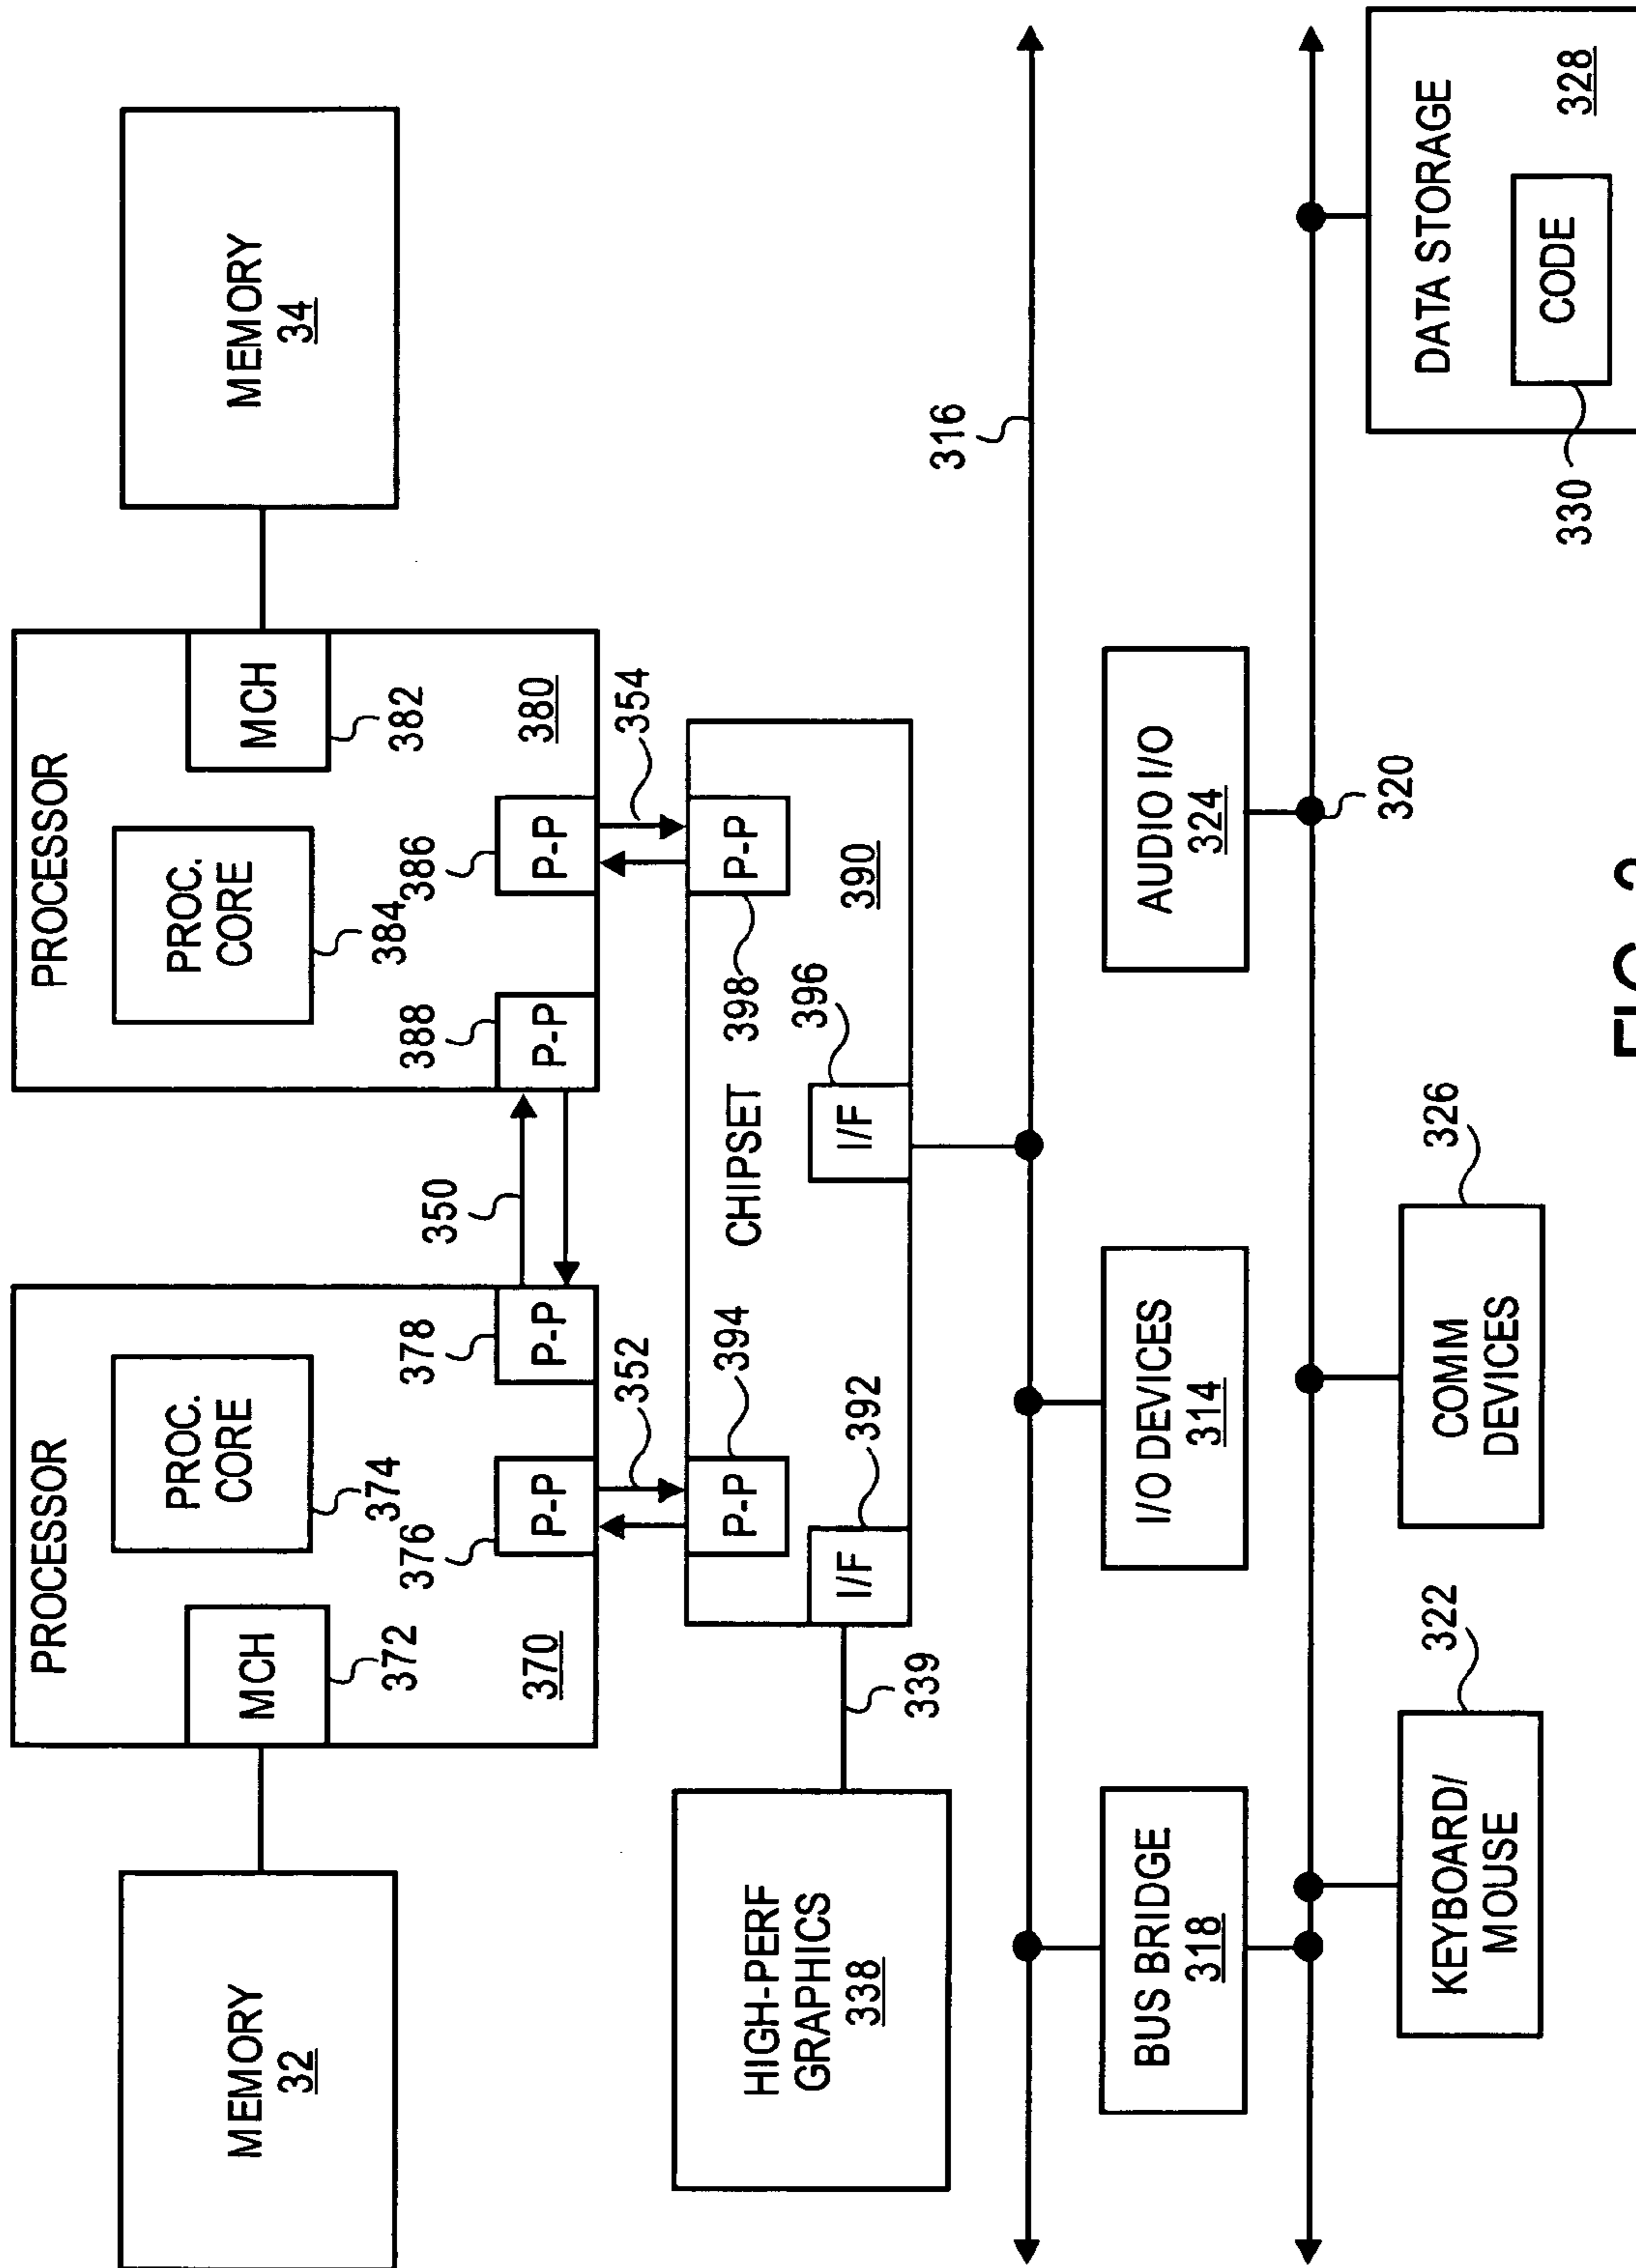 PROCESSOR
PROCESSOR
MEMORY
32
MCH
372
PROC.
CORE
374
370
376
P-P
378
P-P
350
388
P-P
PROC.
CORE
384
386
P-P
MCH
382
380
MEMORY
34
352
354
HIGH-PERF
GRAPHICS
338
339
I/F
392
P-P
394
CHIPSET
I/F
396
398
P-P
390
316
BUS BRIDGE
318
I/O DEVICES
314
AUDIO I/O
324
320
KEYBOARD/
MOUSE
322
COMM
DEVICES
326
DATA STORAGE
CODE
328
330